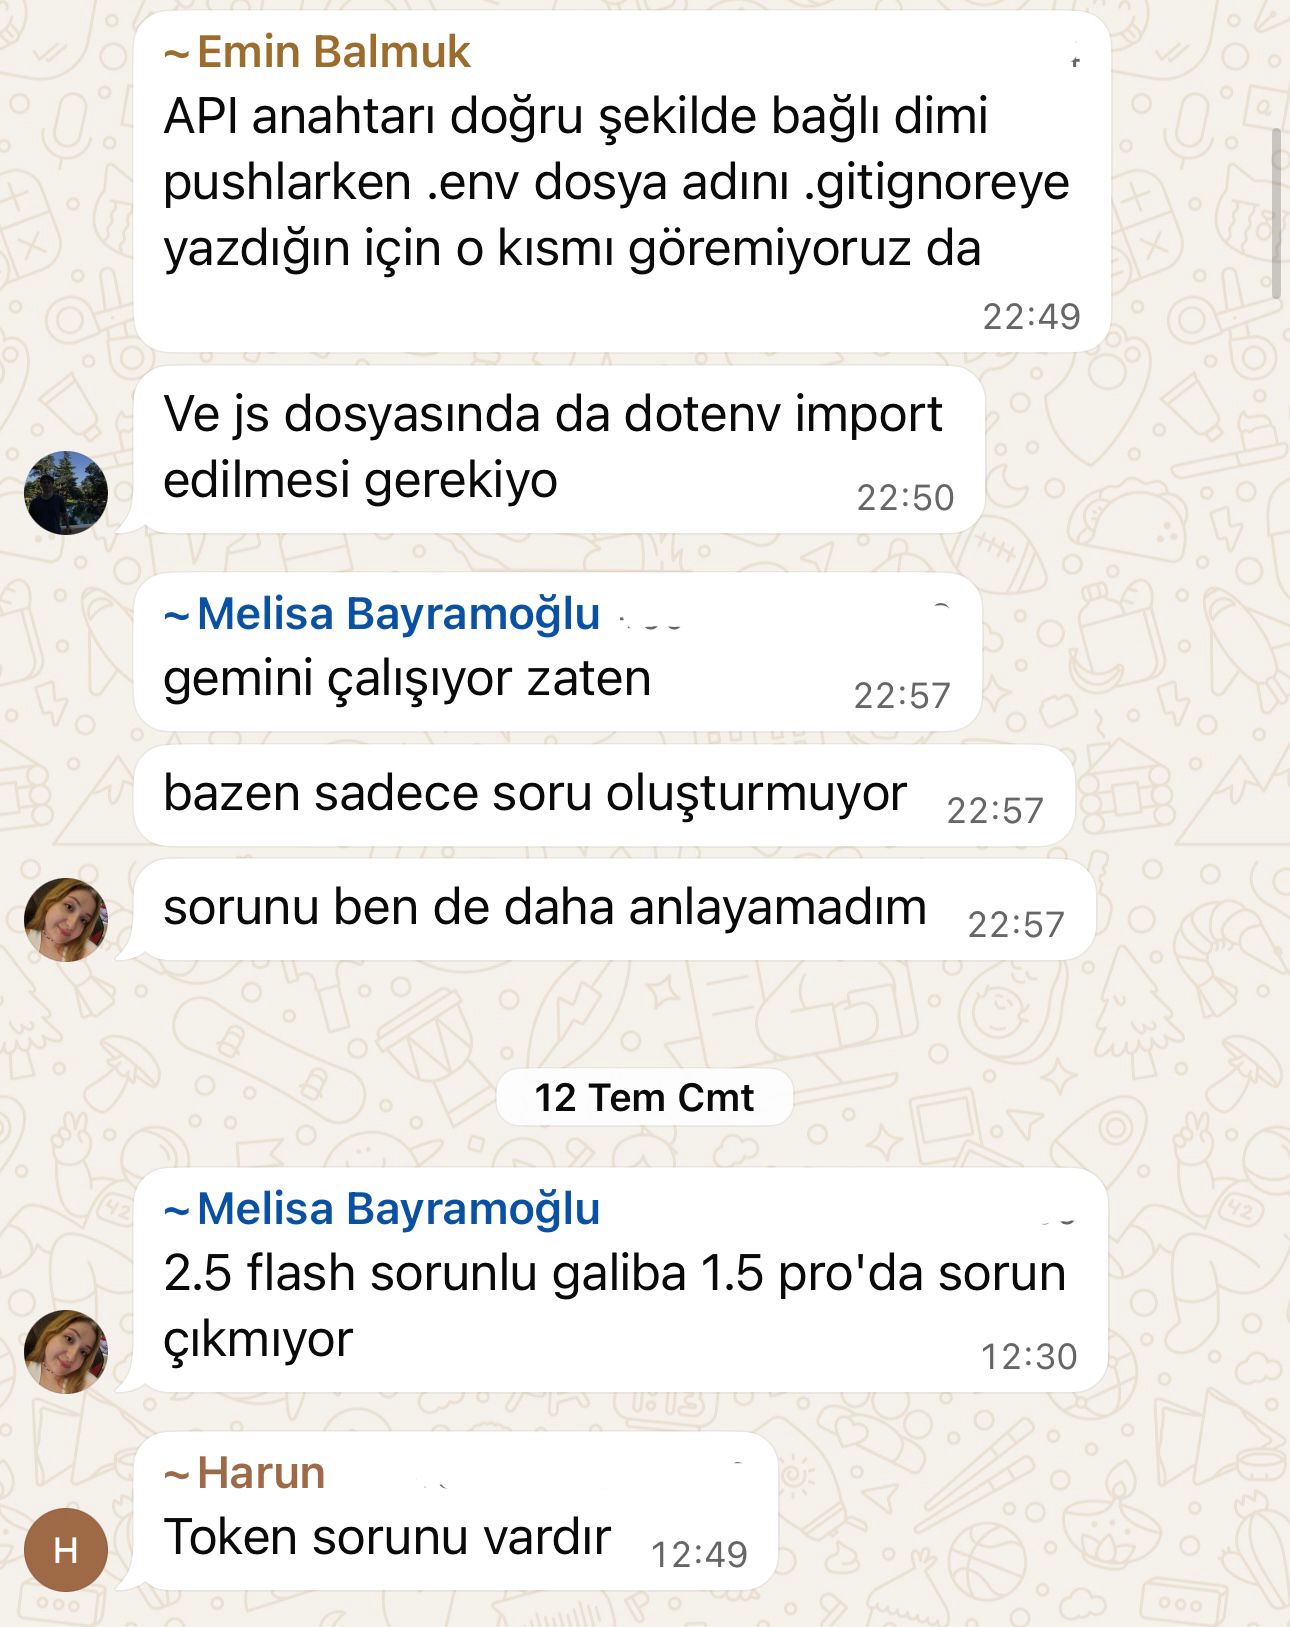 ~Emin Balmuk
API anahtarı doğru şekilde bağlı dimi
pushlarken .env dosya adını .gitignoreye
yazdığın için o kısmı göremiyoruz da
22:49
Ve js dosyasında da dotenv import
edilmesi gerekiyo
22:50
~Melisa Bayramoğlu
gemini çalışıyor zaten
22:57
bazen sadece soru oluşturmuyor
22:57
sorunu ben de daha anlayamadım
22:57
12 Tem Cmt
~Melisa Bayramoğlu
2.5 flash sorunlu galiba 1.5 pro'da sorun
çıkmıyor
12:30
~Harun
H
Token sorunu vardır
12:49